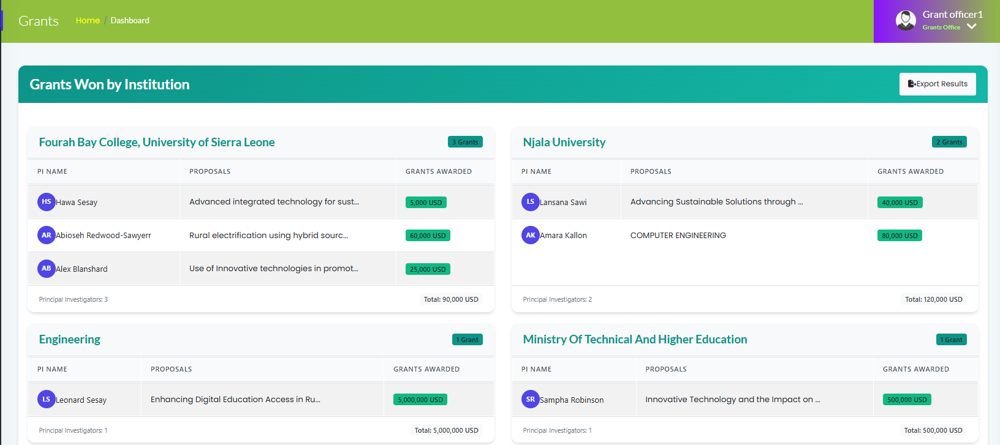 Grants Home / Dashboard
Grant officer1
Grants Office
Grants Won by Institution
Export Results
Fourah Bay College, University of Sierra Leone
3 Grants
PI NAME PROPOSALS GRANTS AWARDED
HS Hawa Sesay Advanced integrated technology for sust... 5,000 USD
AR Abioseh Redwood-Sawyerr Rural electrification using hybrid sourc... 60,000 USD
AB Alex Blanshard Use of Innovative technologies in promot... 25,000 USD
Principal Investigators: 3 Total: 90,000 USD
Njala University
2 Grants
PI NAME PROPOSALS GRANTS AWARDED
LS Lansana Sawi Advancing Sustainable Solutions through ... 40,000 USD
AK Amara Kallon COMPUTER ENGINEERING 80,000 USD
Principal Investigators: 2 Total: 120,000 USD
Engineering
1 Grant
PI NAME PROPOSALS GRANTS AWARDED
LS Leonard Sesay Enhancing Digital Education Access in Ru... 5,000,000 USD
Principal Investigators: 1 Total: 5,000,000 USD
Ministry Of Technical And Higher Education
1 Grant
PI NAME PROPOSALS GRANTS AWARDED
SR Sampha Robinson Innovative Technology and the Impact on ... 500,000 USD
Principal Investigators: 1 Total: 500,000 USD